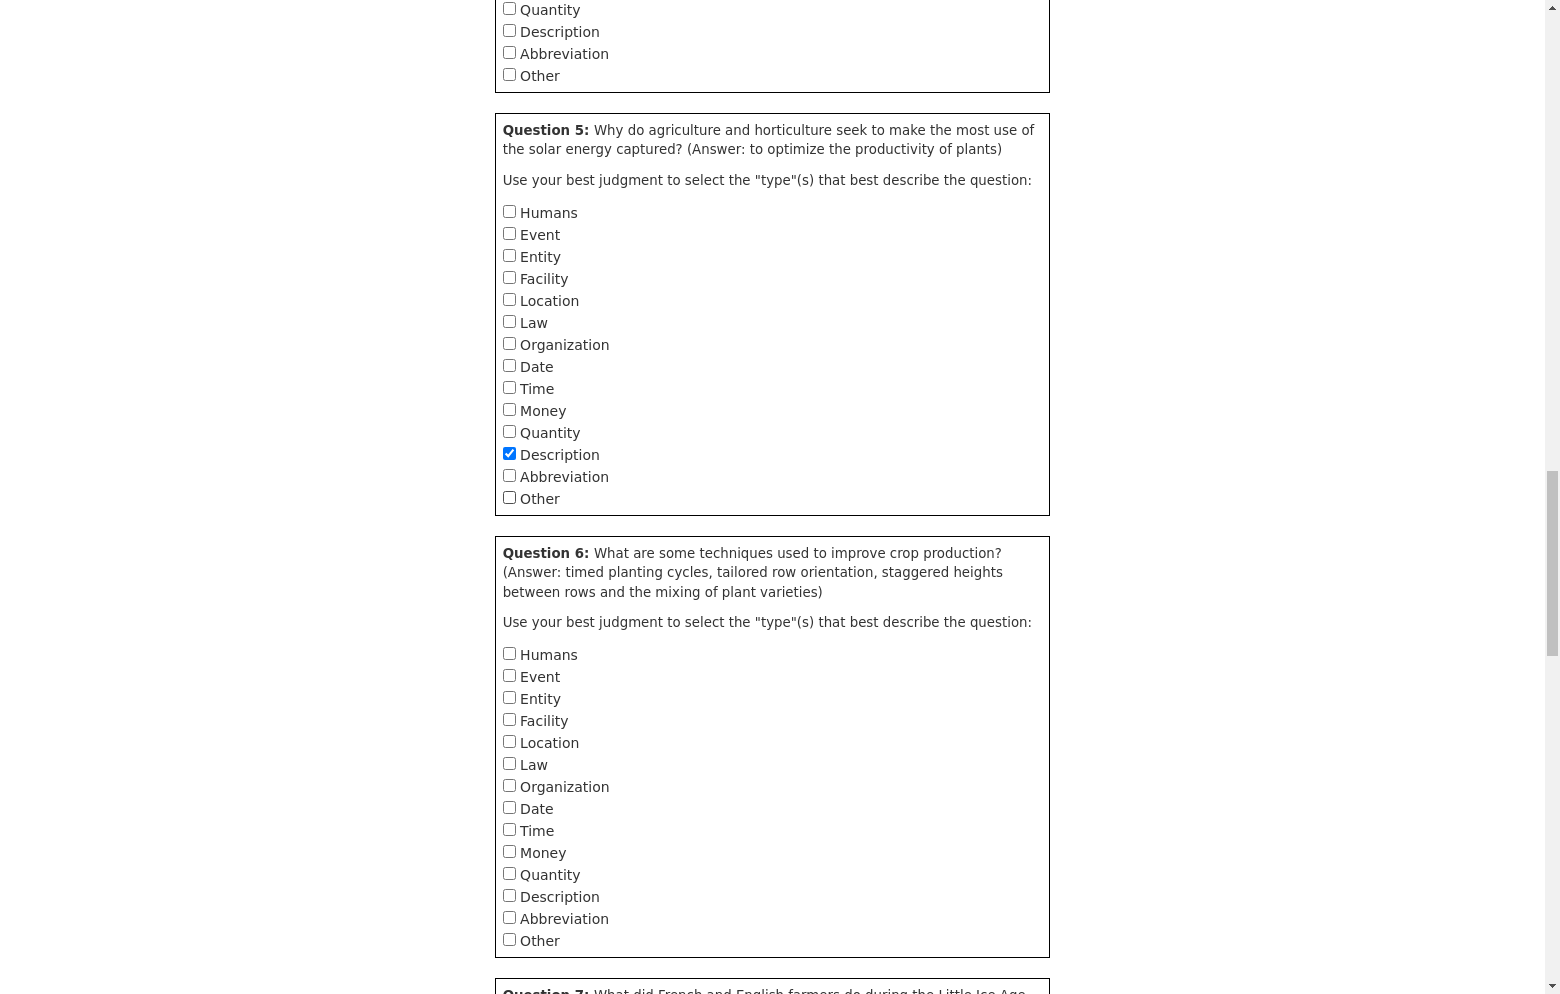 Quantity
Description
Abbreviation
Other
Question 5: Why do agriculture and horticulture seek to make the most use of
the solar energy captured? (Answer: to optimize the productivity of plants)
Use your best judgment to select the "type"(s) that best describe the question:
Humans
Event
Entity
Facility
Location
Law
Organization
Date
Time
Money
Quantity
Description
Abbreviation
Other
Question 6: What are some techniques used to improve crop production?
(Answer: timed planting cycles, tailored row orientation, staggered heights
between rows and the mixing of plant varieties)
Use your best judgment to select the "type"(s) that best describe the question:
Humans
Event
Entity
Facility
Location
Law
Organization
Date
Time
Money
Quantity
Description
Abbreviation
Other
Question 7: What did French and English farmers do during the Little Ice Age